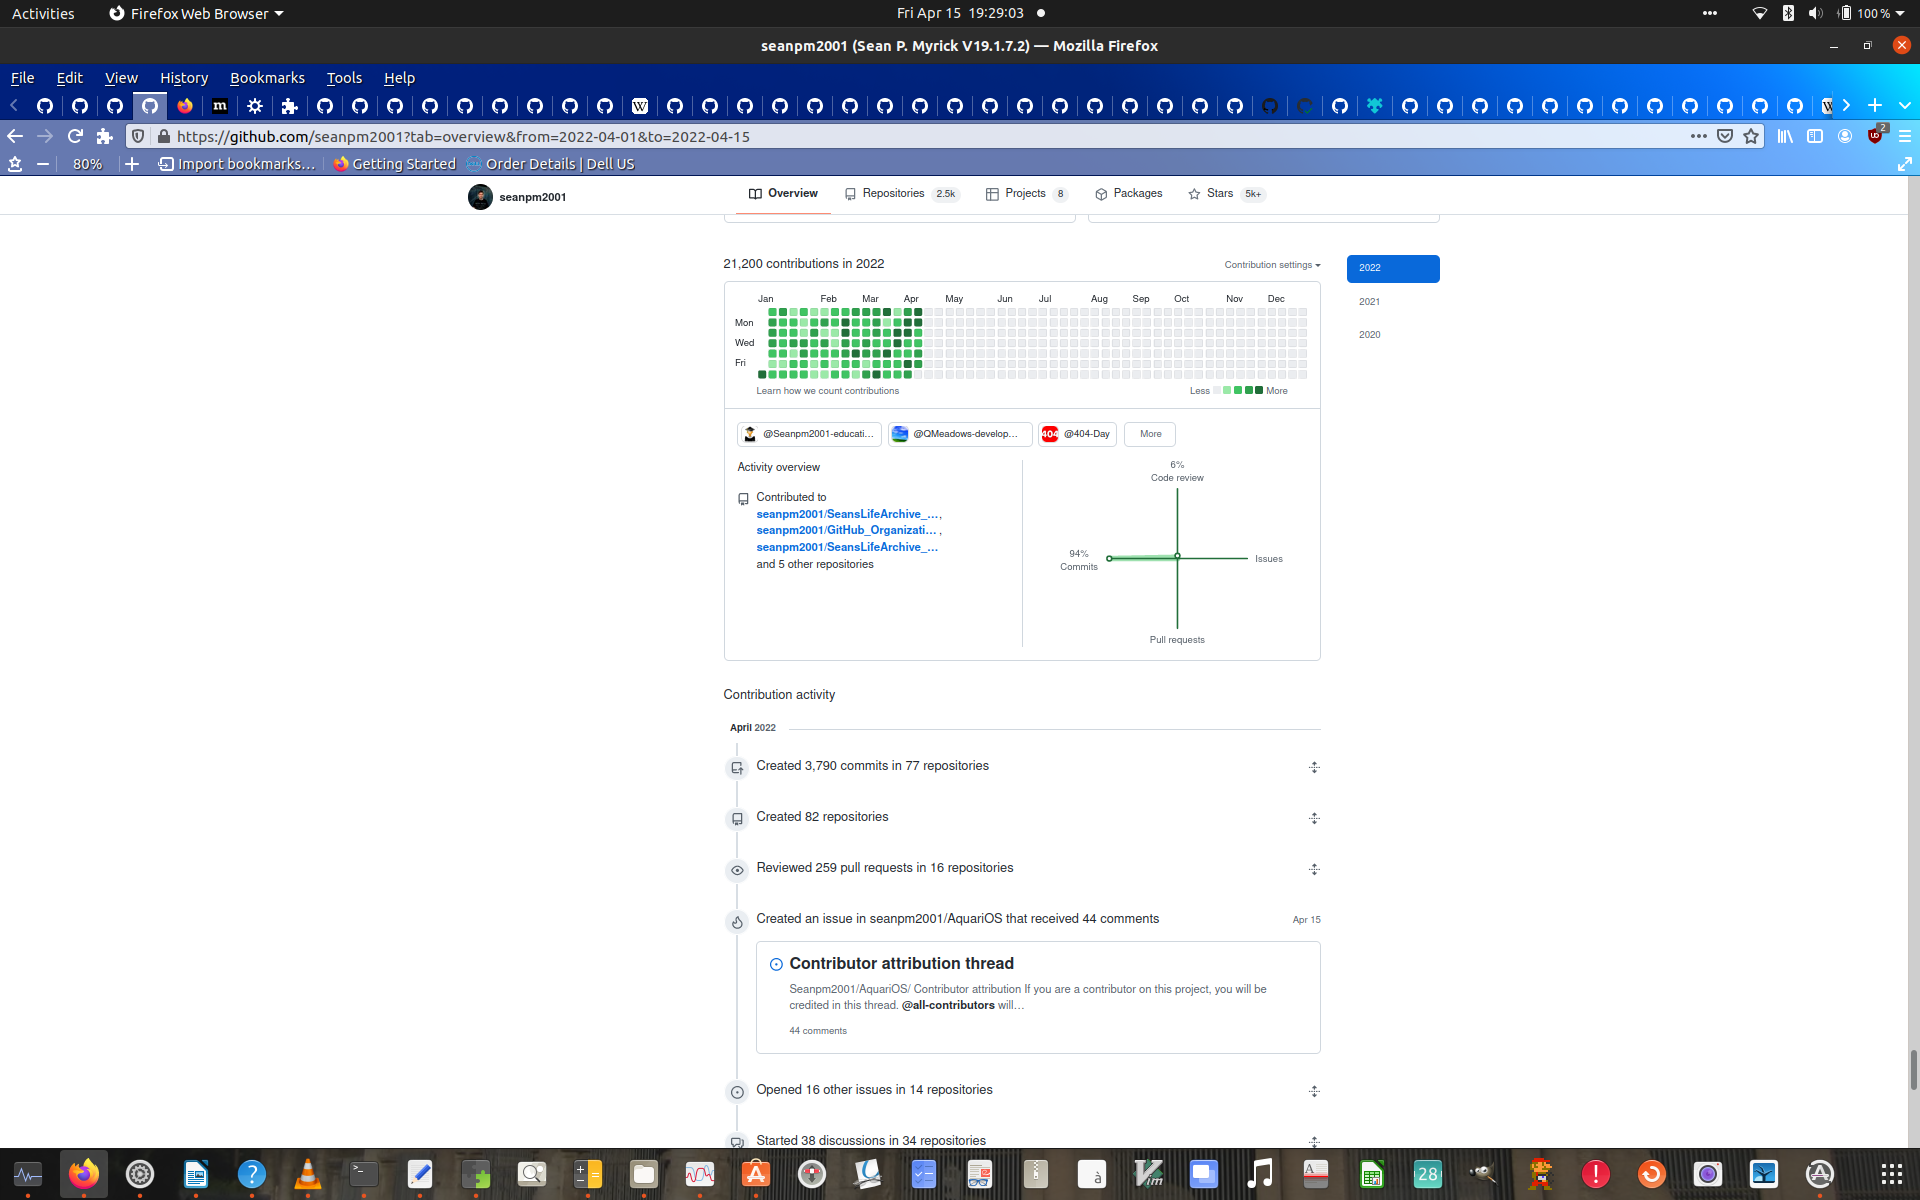 Activities
Firefox Web Browser
Fri Apr 15 19:29:03
100 %
seanpm2001 (Sean P. Myrick V19.1.7.2) — Mozilla Firefox
File Edit View History Bookmarks Tools Help
https://github.com/seanpm2001?tab=overview&from=2022-04-01&to=2022-04-15
2
80% Import bookmarks... Getting Started Order Details | Dell US
seanpm2001
Overview Repositories 2.5k Projects 8 Packages Stars 5k+
21,200 contributions in 2022
Contribution settings
2022
2021
2020
Jan Feb Mar Apr May Jun Jul Aug Sep Oct Nov Dec
Mon
Wed
Fri
Learn how we count contributions
Less More
@Seanpm2001-educati... @QMeadows-develop... 404 @404-Day More
Activity overview
Contributed to
seanpm2001/SeansLifeArchive_...,
seanpm2001/GitHub_Organizati... ,
seanpm2001/SeansLifeArchive_...
and 5 other repositories
6%
Code review
94%
Commits
Issues
Pull requests
Contribution activity
April 2022
Created 3,790 commits in 77 repositories
Created 82 repositories
Reviewed 259 pull requests in 16 repositories
Created an issue in seanpm2001/AquariOS that received 44 comments
Apr 15
Contributor attribution thread
Seanpm2001/AquariOS/ Contributor attribution If you are a contributor on this project, you will be
credited in this thread. @all-contributors will...
44 comments
Opened 16 other issues in 14 repositories
Started 38 discussions in 34 repositories
28